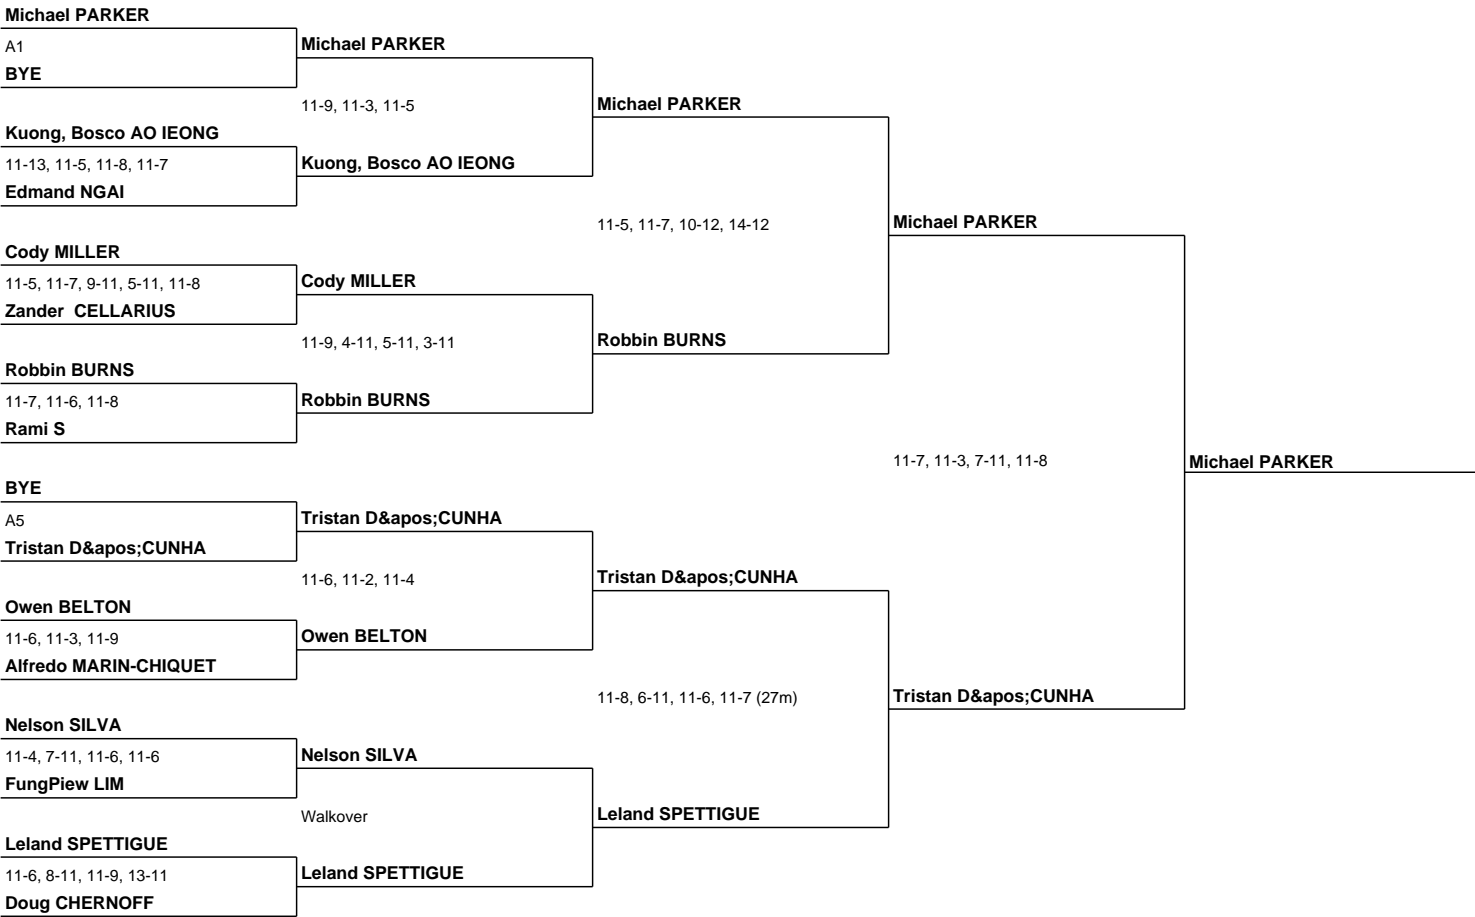 Michael PARKER
A1
BYE
Kuong, Bosco AO IEONG
11-13, 11-5, 11-8, 11-7
Edmand NGAI
Cody MILLER
11-5, 11-7, 9-11, 5-11, 11-8
Zander  CELLARIUS
Robbin BURNS
11-7, 11-6, 11-8
Rami S
BYE
A5
Tristan D&apos;CUNHA
Owen BELTON
11-6, 11-3, 11-9
Alfredo MARIN-CHIQUET
Nelson SILVA
11-4, 7-11, 11-6, 11-6
FungPiew LIM
Leland SPETTIGUE
11-6, 8-11, 11-9, 13-11
Doug CHERNOFF
Michael PARKER
11-9, 11-3, 11-5
Kuong, Bosco AO IEONG
Cody MILLER
11-9, 4-11, 5-11, 3-11
Robbin BURNS
Tristan D&apos;CUNHA
11-6, 11-2, 11-4
Owen BELTON
Nelson SILVA
Walkover
Leland SPETTIGUE
Michael PARKER
11-5, 11-7, 10-12, 14-12
Robbin BURNS
Tristan D&apos;CUNHA
11-8, 6-11, 11-6, 11-7 (27m)
Leland SPETTIGUE
Michael PARKER
11-7, 11-3, 7-11, 11-8
Tristan D&apos;CUNHA
Michael PARKER